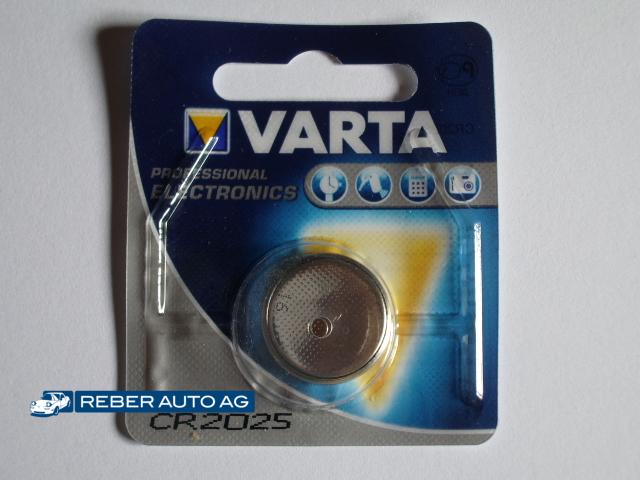 VARTA
PROFESSIONAL
ELECTRONICS
REBER AUTO AG
CR2025